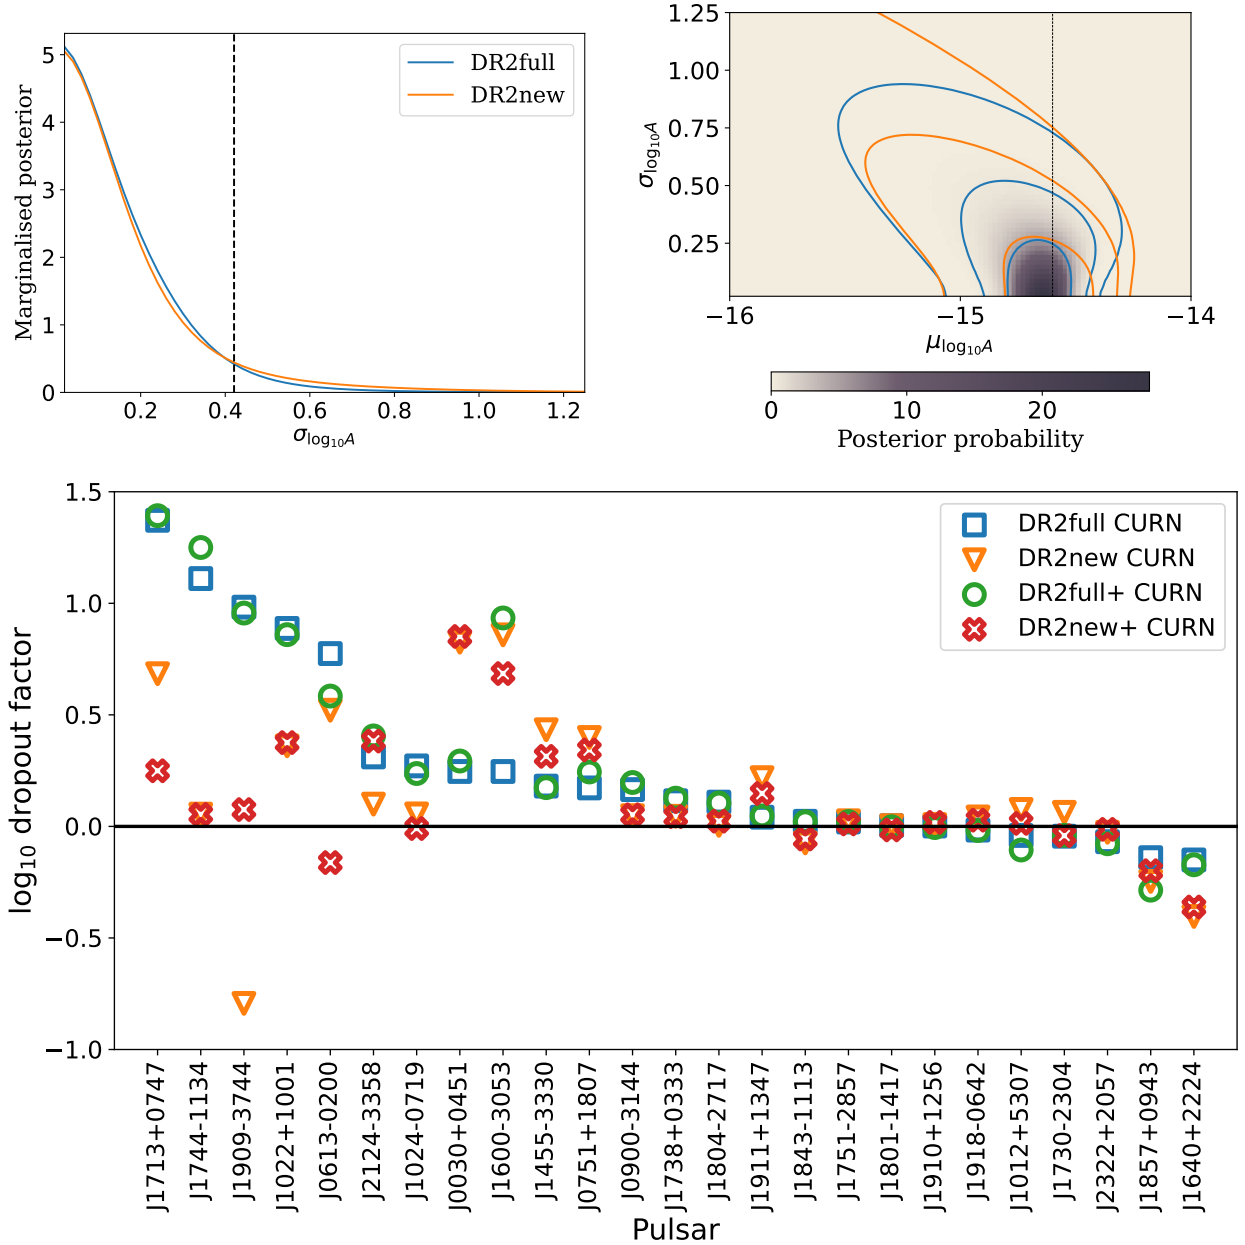 5
4
3
2
1
0
Marginalised posterior
DR2full
DR2new
0.2 0.4 0.6 0.8 1.0 1.2
σlog₁₀A
1.25
1.00
0.75
0.50
0.25
σlog₁₀A
−16 −15 −14
μlog₁₀A
0 10 20
Posterior probability
1.5
1.0
0.5
0.0
−0.5
−1.0
log₁₀ dropout factor
DR2full CURN
DR2new CURN
DR2full+ CURN
DR2new+ CURN
J1713+0747
J1744-1134
J1909-3744
J1022+1001
J0613-0200
J2124-3358
J1024-0719
J0030+0451
J1600-3053
J1455-3330
J0751+1807
J0900-3144
J1738+0333
J1804-2717
J1911+1347
J1843-1113
J1751-2857
J1801-1417
J1910+1256
J1918-0642
J1012+5307
J1730-2304
J2322+2057
J1857+0943
J1640+2224
Pulsar